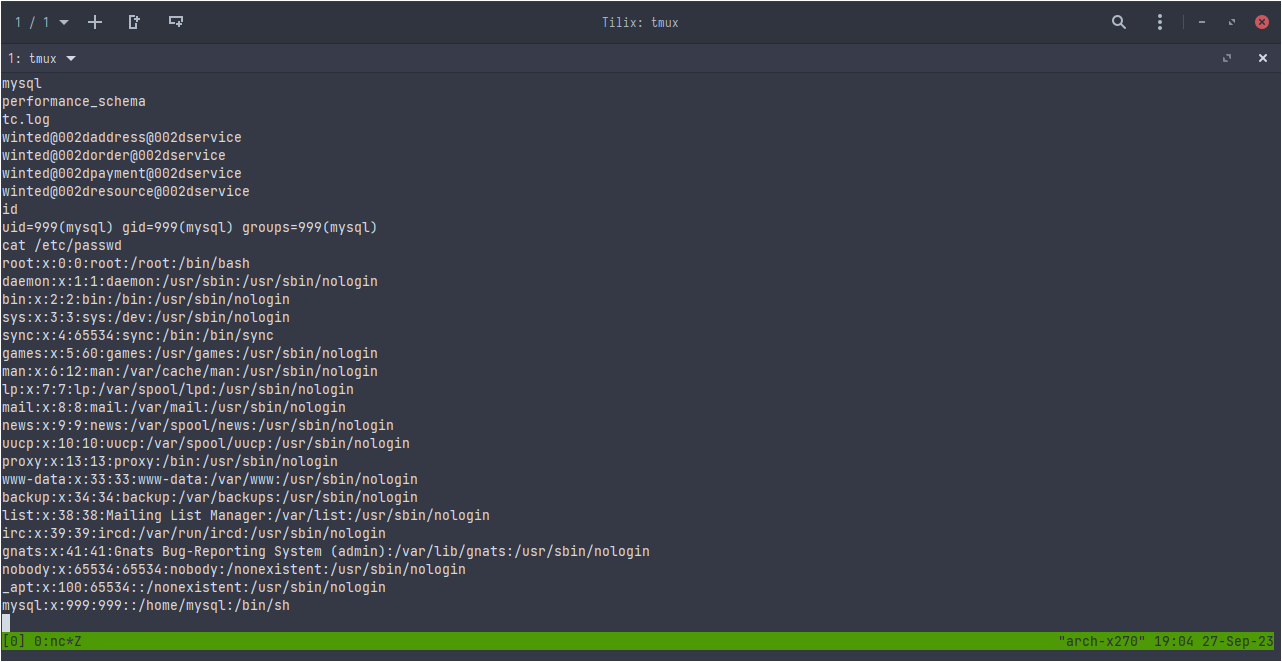 1 / 1
Tilix: tmux
1: tmux
mysql
performance_schema
tc.log
winted@002daddress@002dservice
winted@002dorder@002dservice
winted@002dpayment@002dservice
winted@002dresource@002dservice
id
uid=999(mysql) gid=999(mysql) groups=999(mysql)
cat /etc/passwd
root:x:0:0:root:/root:/bin/bash
daemon:x:1:1:daemon:/usr/sbin:/usr/sbin/nologin
bin:x:2:2:bin:/bin:/usr/sbin/nologin
sys:x:3:3:sys:/dev:/usr/sbin/nologin
sync:x:4:65534:sync:/bin:/bin/sync
games:x:5:60:games:/usr/games:/usr/sbin/nologin
man:x:6:12:man:/var/cache/man:/usr/sbin/nologin
lp:x:7:7:lp:/var/spool/lpd:/usr/sbin/nologin
mail:x:8:8:mail:/var/mail:/usr/sbin/nologin
news:x:9:9:news:/var/spool/news:/usr/sbin/nologin
uucp:x:10:10:uucp:/var/spool/uucp:/usr/sbin/nologin
proxy:x:13:13:proxy:/bin:/usr/sbin/nologin
www-data:x:33:33:www-data:/var/www:/usr/sbin/nologin
backup:x:34:34:backup:/var/backups:/usr/sbin/nologin
list:x:38:38:Mailing List Manager:/var/list:/usr/sbin/nologin
irc:x:39:39:ircd:/var/run/ircd:/usr/sbin/nologin
gnats:x:41:41:Gnats Bug-Reporting System (admin):/var/lib/gnats:/usr/sbin/nologin
nobody:x:65534:65534:nobody:/nonexistent:/usr/sbin/nologin
_apt:x:100:65534::/nonexistent:/usr/sbin/nologin
mysql:x:999:999::/home/mysql:/bin/sh
[0] 0:nc*Z "arch-x270" 19:04 27-Sep-23